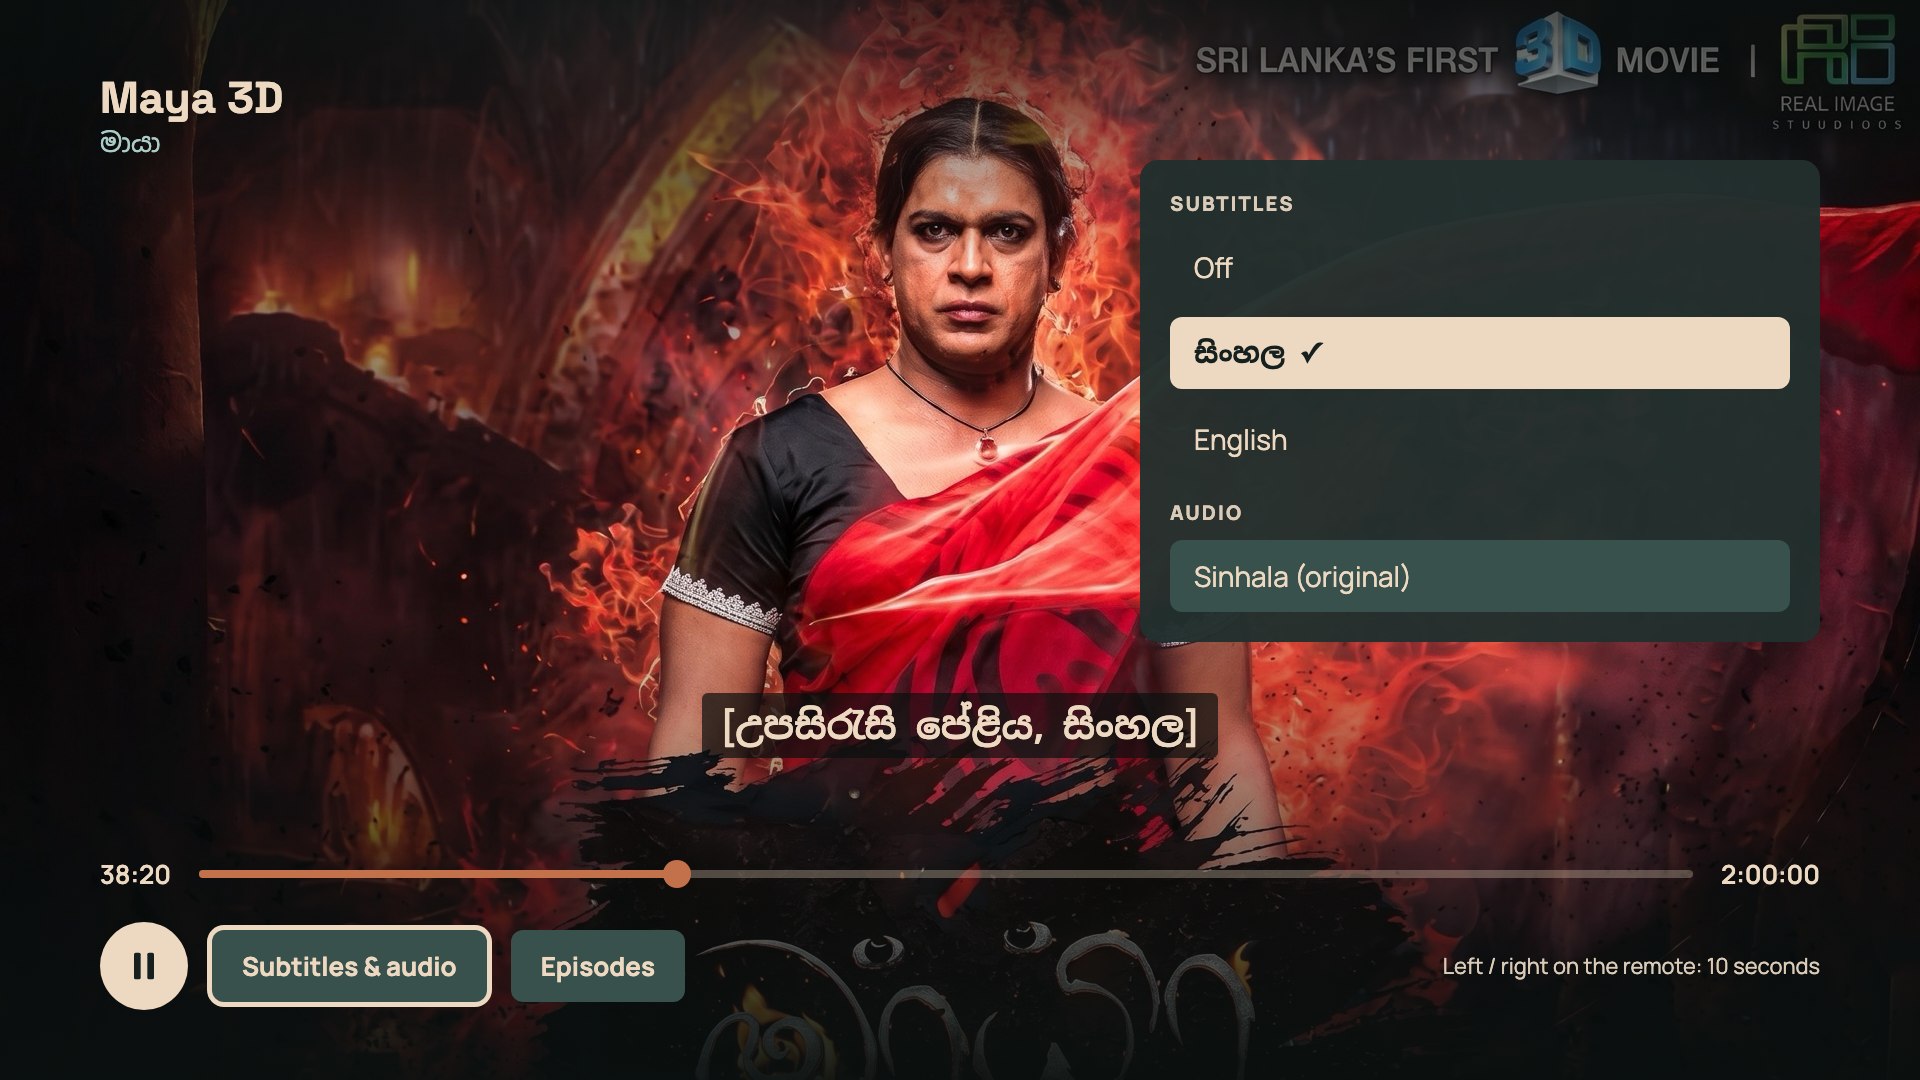 SRI LANKA'S FIRST 3D MOVIE |
REAL IMAGE
STUUDIOOS
Maya 3D
මායා
SUBTITLES
Off
සිංහල ✓
English
AUDIO
Sinhala (original)
[උපසිරැසි පේළිය, සිංහල]
38:20
2:00:00
Subtitles & audio
Episodes
Left / right on the remote: 10 seconds
මායා